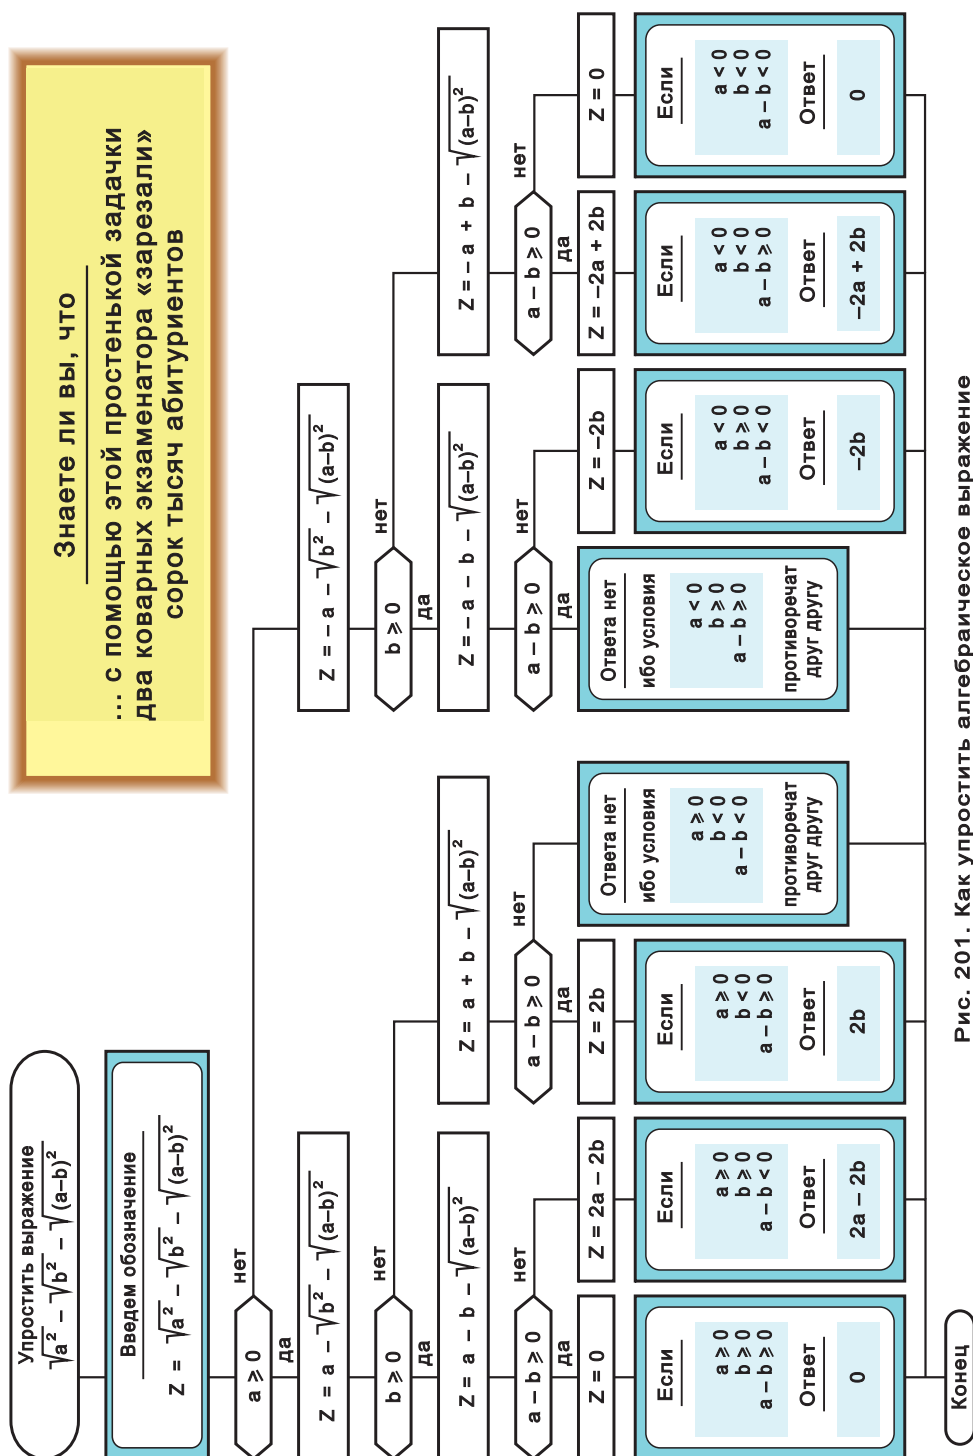 Упростить выражение
√a² − √b² − √(a−b)²
Введем обозначение
Z = √a² − √b² − √(a−b)²
Знаете ли вы, что
... с помощью этой простенькой задачки
два коварных экзаменатора «зарезали»
сорок тысяч абитуриентов
a ⩾ 0
да
нет
Z = a − √b² − √(a−b)²
Z = − a − √b² − √(a−b)²
b ⩾ 0
да
нет
b ⩾ 0
да
нет
Z = a − b − √(a−b)²
Z = a + b − √(a−b)²
Z = − a − b − √(a−b)²
Z = − a + b − √(a−b)²
a − b ⩾ 0
да
нет
a − b ⩾ 0
да
нет
a − b ⩾ 0
да
нет
a − b ⩾ 0
да
нет
Z = 0
Z = 2a − 2b
Z = 2b
Z = −2b
Z = −2a + 2b
Z = 0
Если
a ⩾ 0
b ⩾ 0
a − b ⩾ 0
Ответ
0
Если
a ⩾ 0
b ⩾ 0
a − b < 0
Ответ
2a − 2b
Если
a ⩾ 0
b < 0
a − b ⩾ 0
Ответ
2b
Ответа нет
ибо условия
a ⩾ 0
b < 0
a − b < 0
противоречат
друг другу
Ответа нет
ибо условия
a < 0
b ⩾ 0
a − b ⩾ 0
противоречат
друг другу
Если
a < 0
b ⩾ 0
a − b < 0
Ответ
−2b
Если
a < 0
b < 0
a − b ⩾ 0
Ответ
−2a + 2b
Если
a < 0
b < 0
a − b < 0
Ответ
0
Конец
Рис. 201. Как упростить алгебраическое выражение